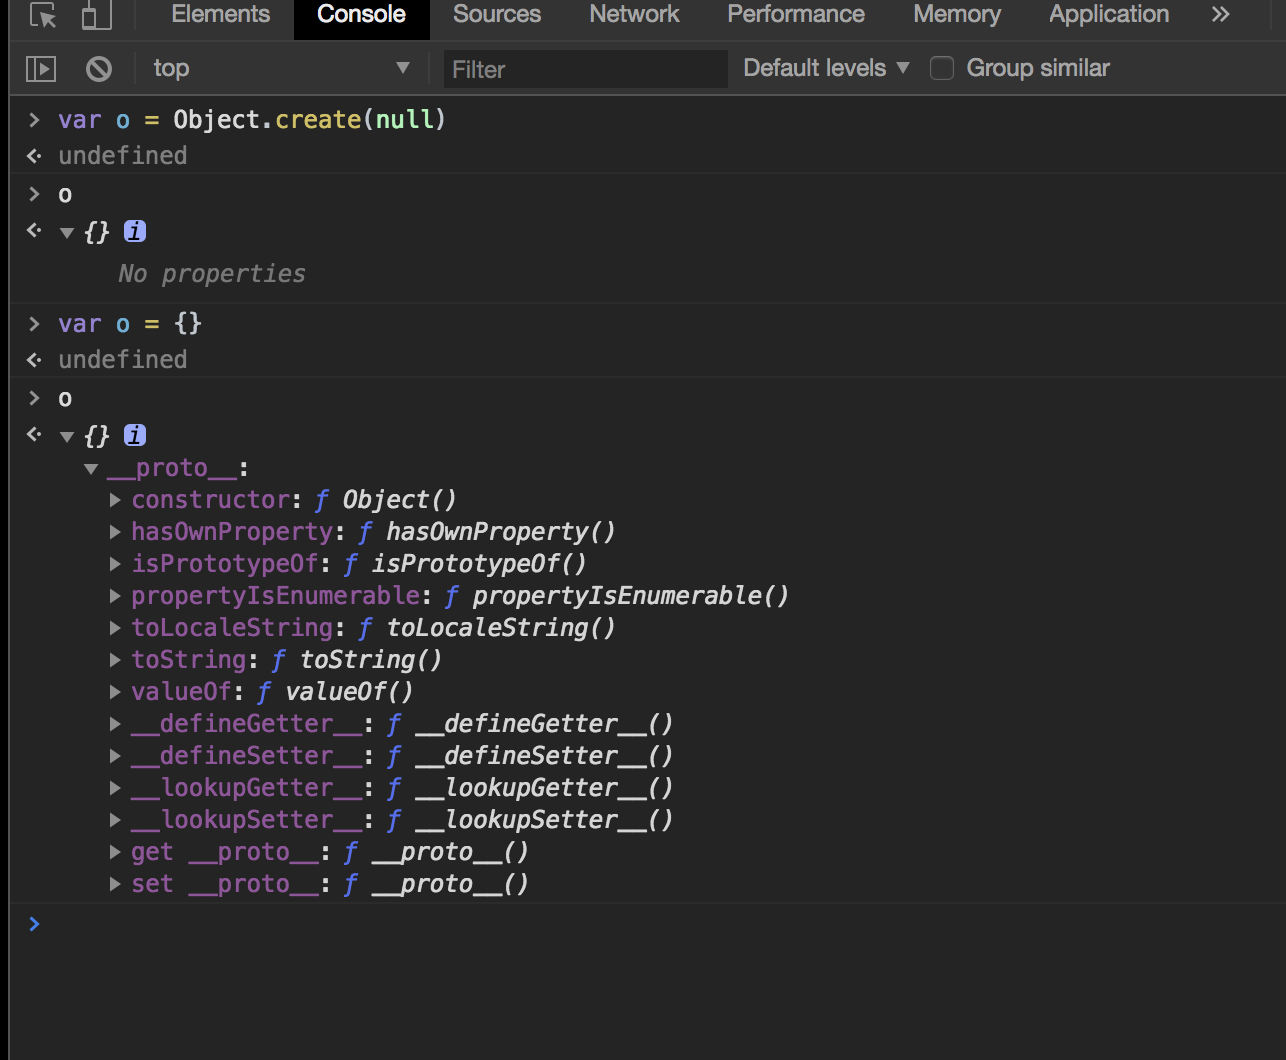 Elements Console Sources Network Performance Memory Application »
top ▼ Filter Default levels ▼ Group similar
> var o = Object.create(null)
undefined
> o
▼ {} i
No properties
> var o = {}
undefined
> o
▼ {} i
▼ __proto__:
▶ constructor: ƒ Object()
▶ hasOwnProperty: ƒ hasOwnProperty()
▶ isPrototypeOf: ƒ isPrototypeOf()
▶ propertyIsEnumerable: ƒ propertyIsEnumerable()
▶ toLocaleString: ƒ toLocaleString()
▶ toString: ƒ toString()
▶ valueOf: ƒ valueOf()
▶ __defineGetter__: ƒ __defineGetter__()
▶ __defineSetter__: ƒ __defineSetter__()
▶ __lookupGetter__: ƒ __lookupGetter__()
▶ __lookupSetter__: ƒ __lookupSetter__()
▶ get __proto__: ƒ __proto__()
▶ set __proto__: ƒ __proto__()
>